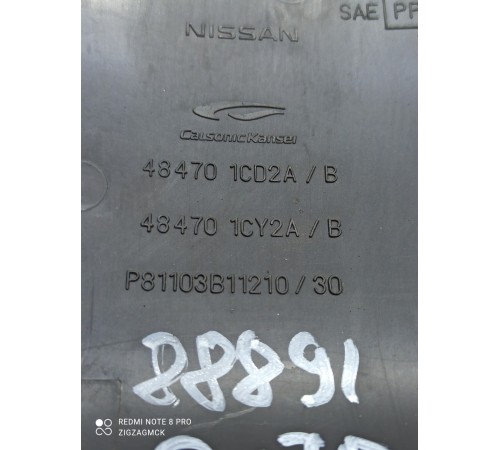 NISSAN
SAE PP
CalsonicKansei
48470 1CD2A / B
48470 1CY2A / B
P81103B11210 / 30
88891
REDMI NOTE 8 PRO
ZIGZAGMCK